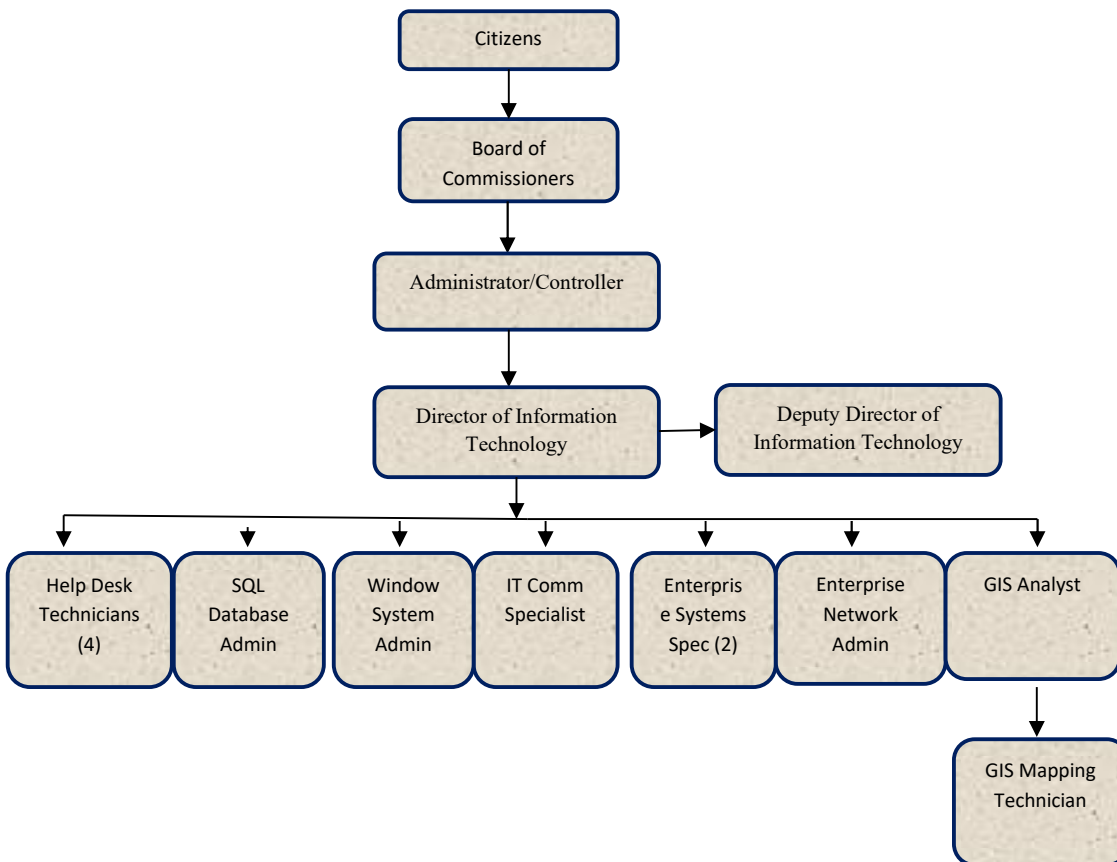 Citizens
Board of
Commissioners
Administrator/Controller
Director of Information
Technology
Deputy Director of
Information Technology
Help Desk
Technicians
(4)
SQL
Database
Admin
Window
System
Admin
IT Comm
Specialist
Enterpris
e Systems
Spec (2)
Enterprise
Network
Admin
GIS Analyst
GIS Mapping
Technician